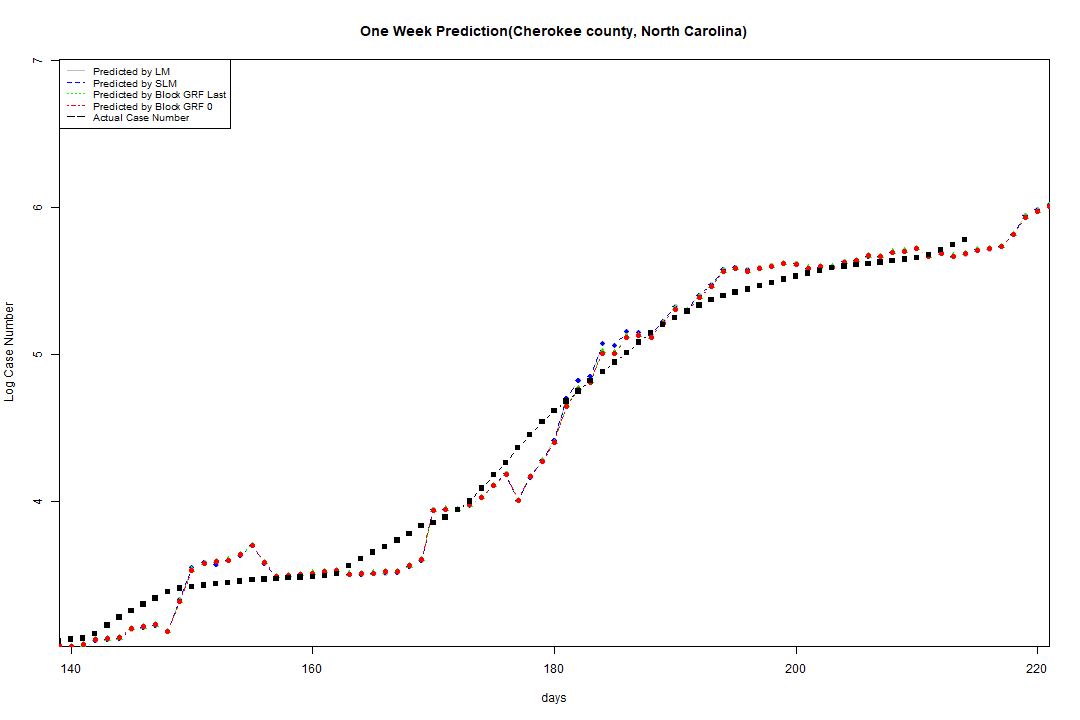 One Week Prediction(Cherokee county, North Carolina)
Predicted by LM
Predicted by SLM
Predicted by Block GRF Last
Predicted by Block GRF 0
Actual Case Number
7
6
5
4
Log Case Number
140 160 180 200 220
days